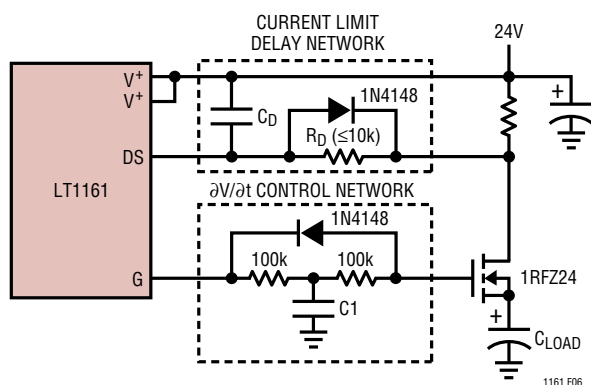 CURRENT LIMIT
DELAY NETWORK
24V
V+
V+
1N4148
+
CD
RD (≤10k)
DS
LT1161
∂V/∂t CONTROL NETWORK
1N4148
100k
100k
G
1RFZ24
C1
+
CLOAD
1161 F06